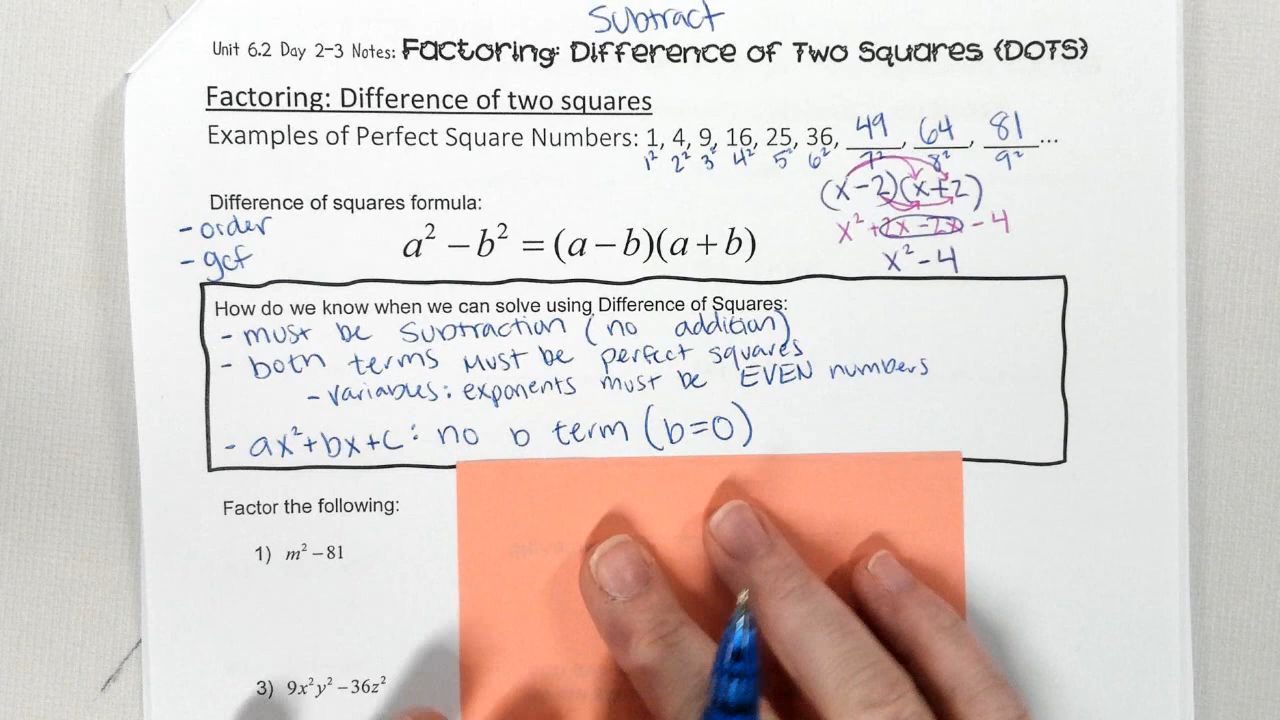 Subtract
Unit 6.2 Day 2-3 Notes: Factoring: Difference of Two Squares (DOTS)
Factoring: Difference of two squares
Examples of Perfect Square Numbers: 1, 4, 9, 16, 25, 36, 49, 64, 81...
1² 2² 3² 4² 5² 6² 7² 8² 9²
(x-2)(x+2)
Difference of squares formula:
- order
a² - b² = (a - b)(a + b)
x² + 2x - 2x - 4
- gcf
x² - 4
How do we know when we can solve using Difference of Squares:
- must be subtraction (no addition)
- both terms must be perfect squares
- variables: exponents must be EVEN numbers
- ax²+bx+c: no b term (b=0)
Factor the following:
1) m² - 81
3) 9x²y² - 36z²